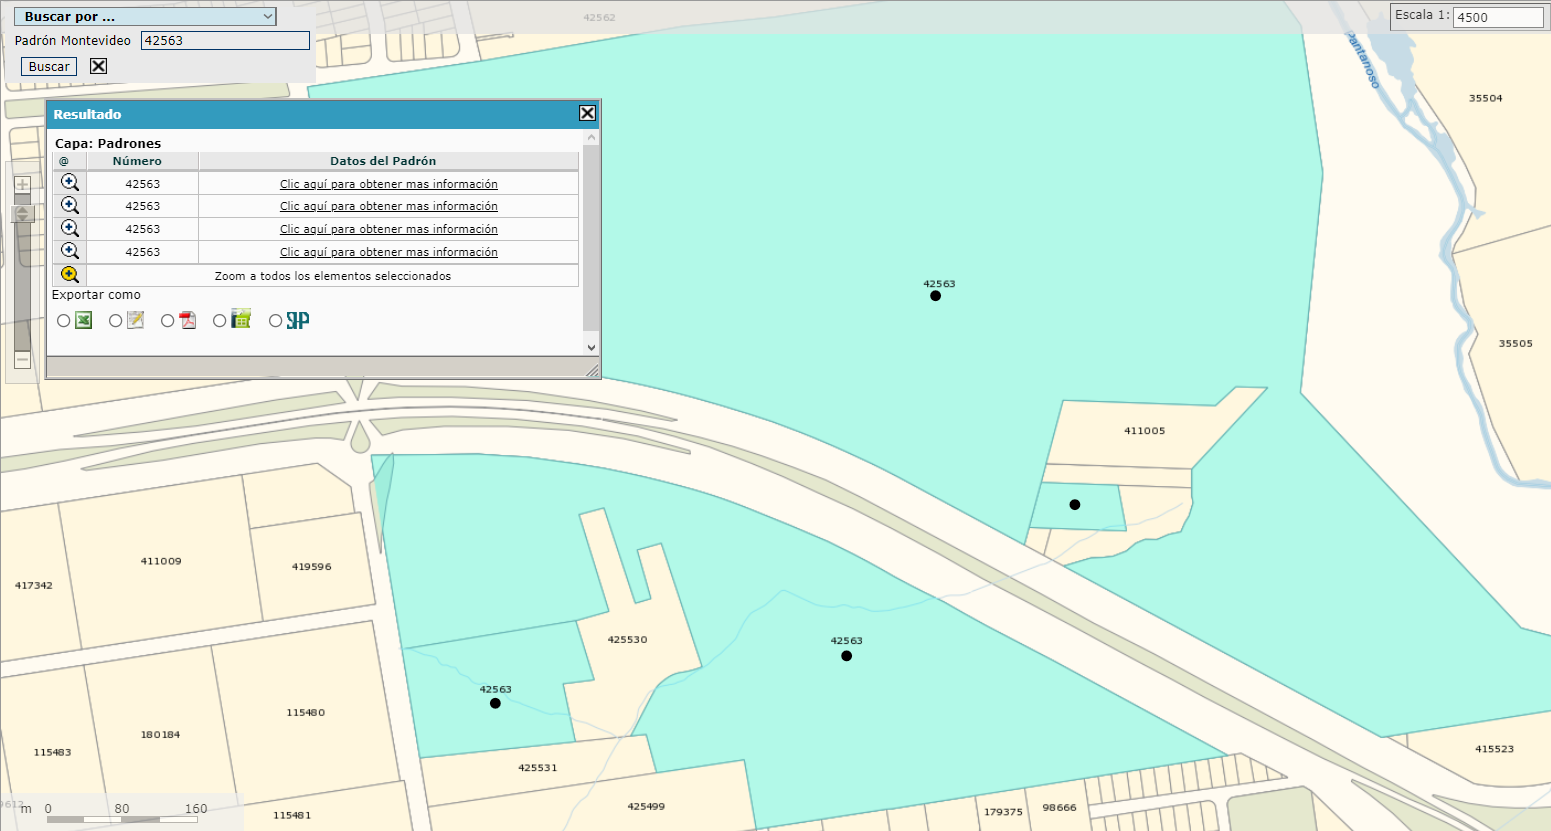 Buscar por ...
Padrón Montevideo 42563
Buscar
42562
Escala 1: 4500
Pantanoso
35504
Resultado
Capa: Padrones
@ Número Datos del Padrón
42563 Clic aquí para obtener mas información
42563 Clic aquí para obtener mas información
42563 Clic aquí para obtener mas información
42563 Clic aquí para obtener mas información
Zoom a todos los elementos seleccionados
Exportar como
42563
35505
411005
411009
419596
417342
425530
42563
42563
115480
180184
115483
425531
415523
425499
179375
98666
115481
m 0 80 160